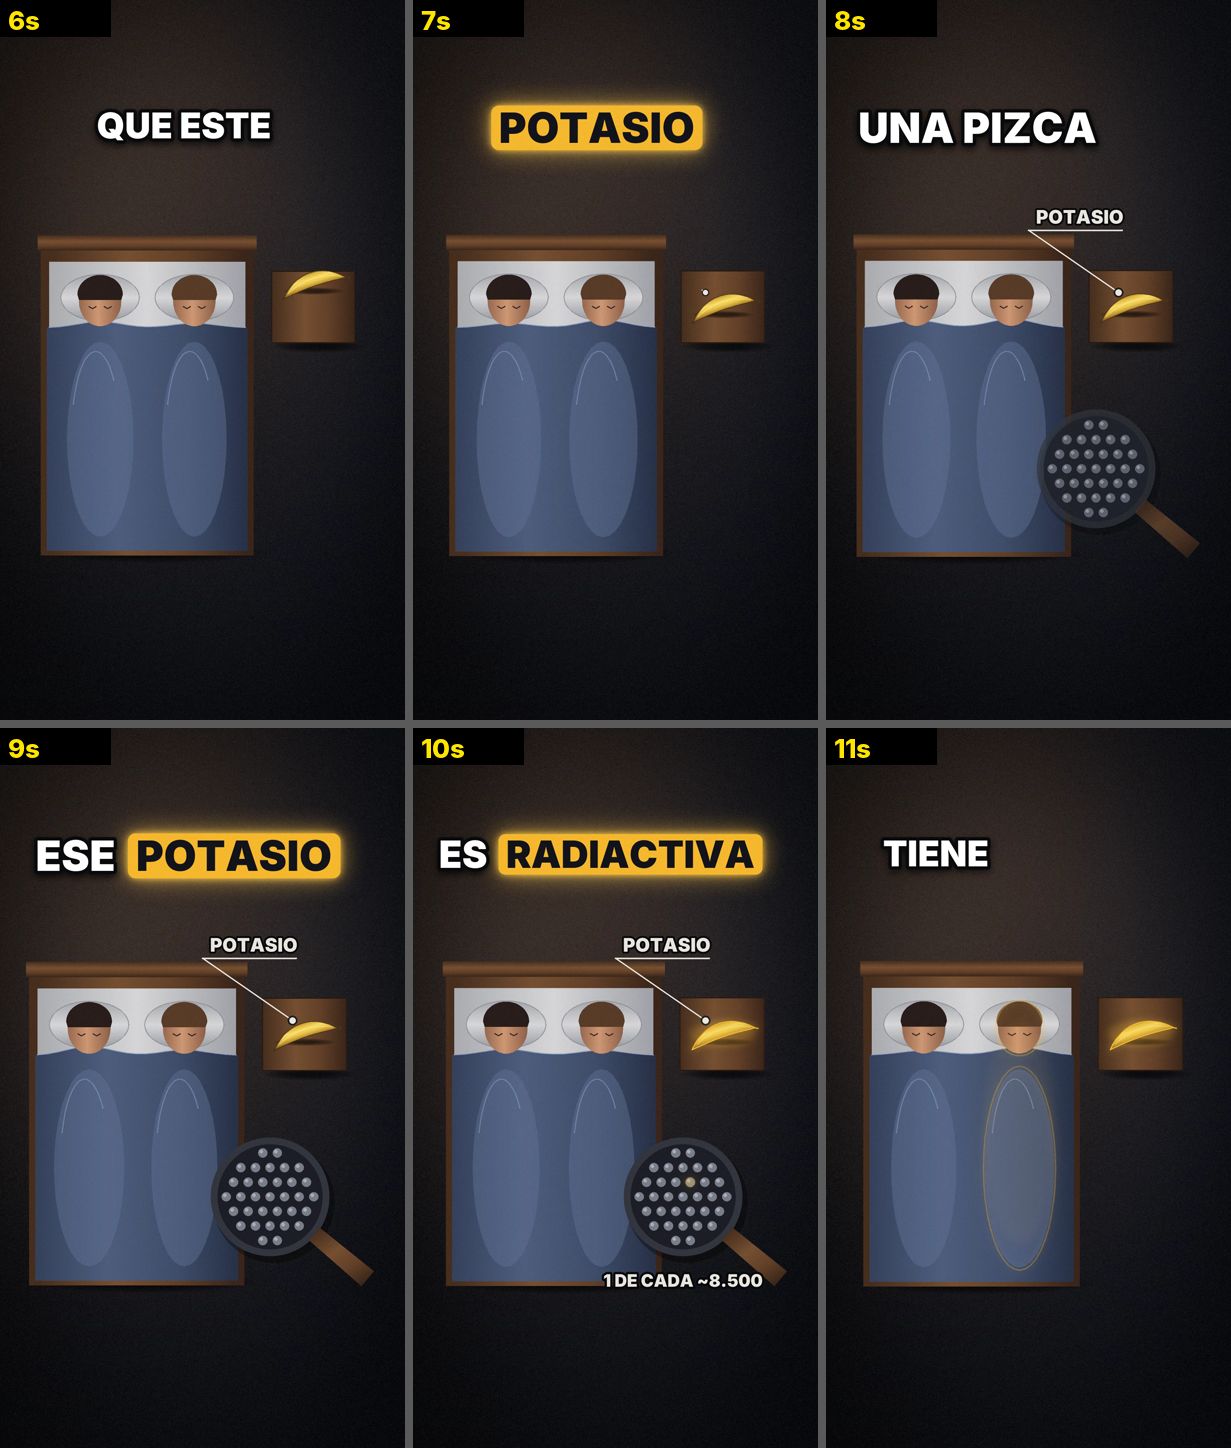 6s
QUE ESTE
7s
POTASIO
8s
UNA PIZCA
POTASIO
9s
ESE POTASIO
POTASIO
10s
ES RADIACTIVA
POTASIO
1 DE CADA ~8.500
11s
TIENE